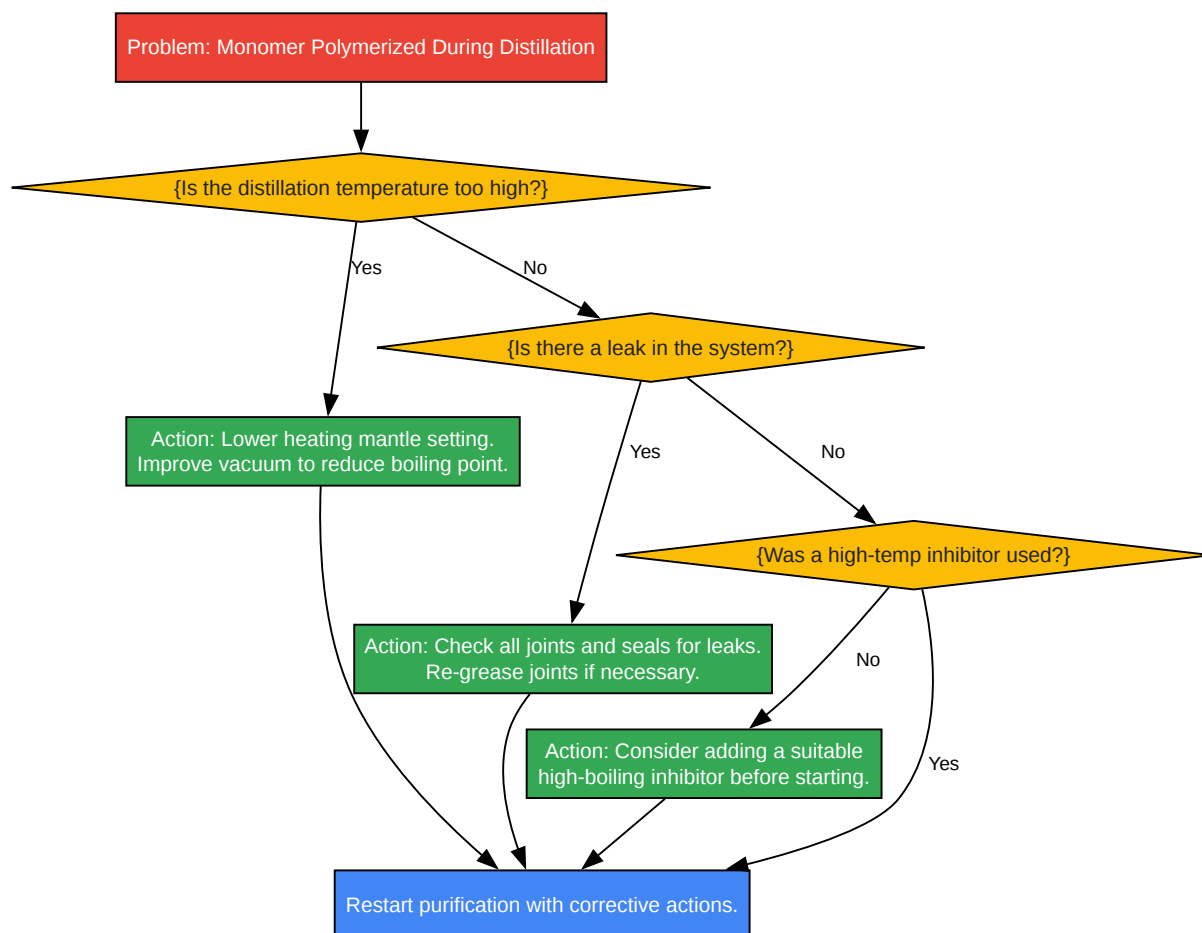 Problem: Monomer Polymerized During Distillation
{Is the distillation temperature too high?}
Yes
No
{Is there a leak in the system?}
Action: Lower heating mantle setting.
Improve vacuum to reduce boiling point.
Yes
No
{Was a high-temp inhibitor used?}
Action: Check all joints and seals for leaks.
Re-grease joints if necessary.
No
Action: Consider adding a suitable
high-boiling inhibitor before starting.
Yes
Restart purification with corrective actions.